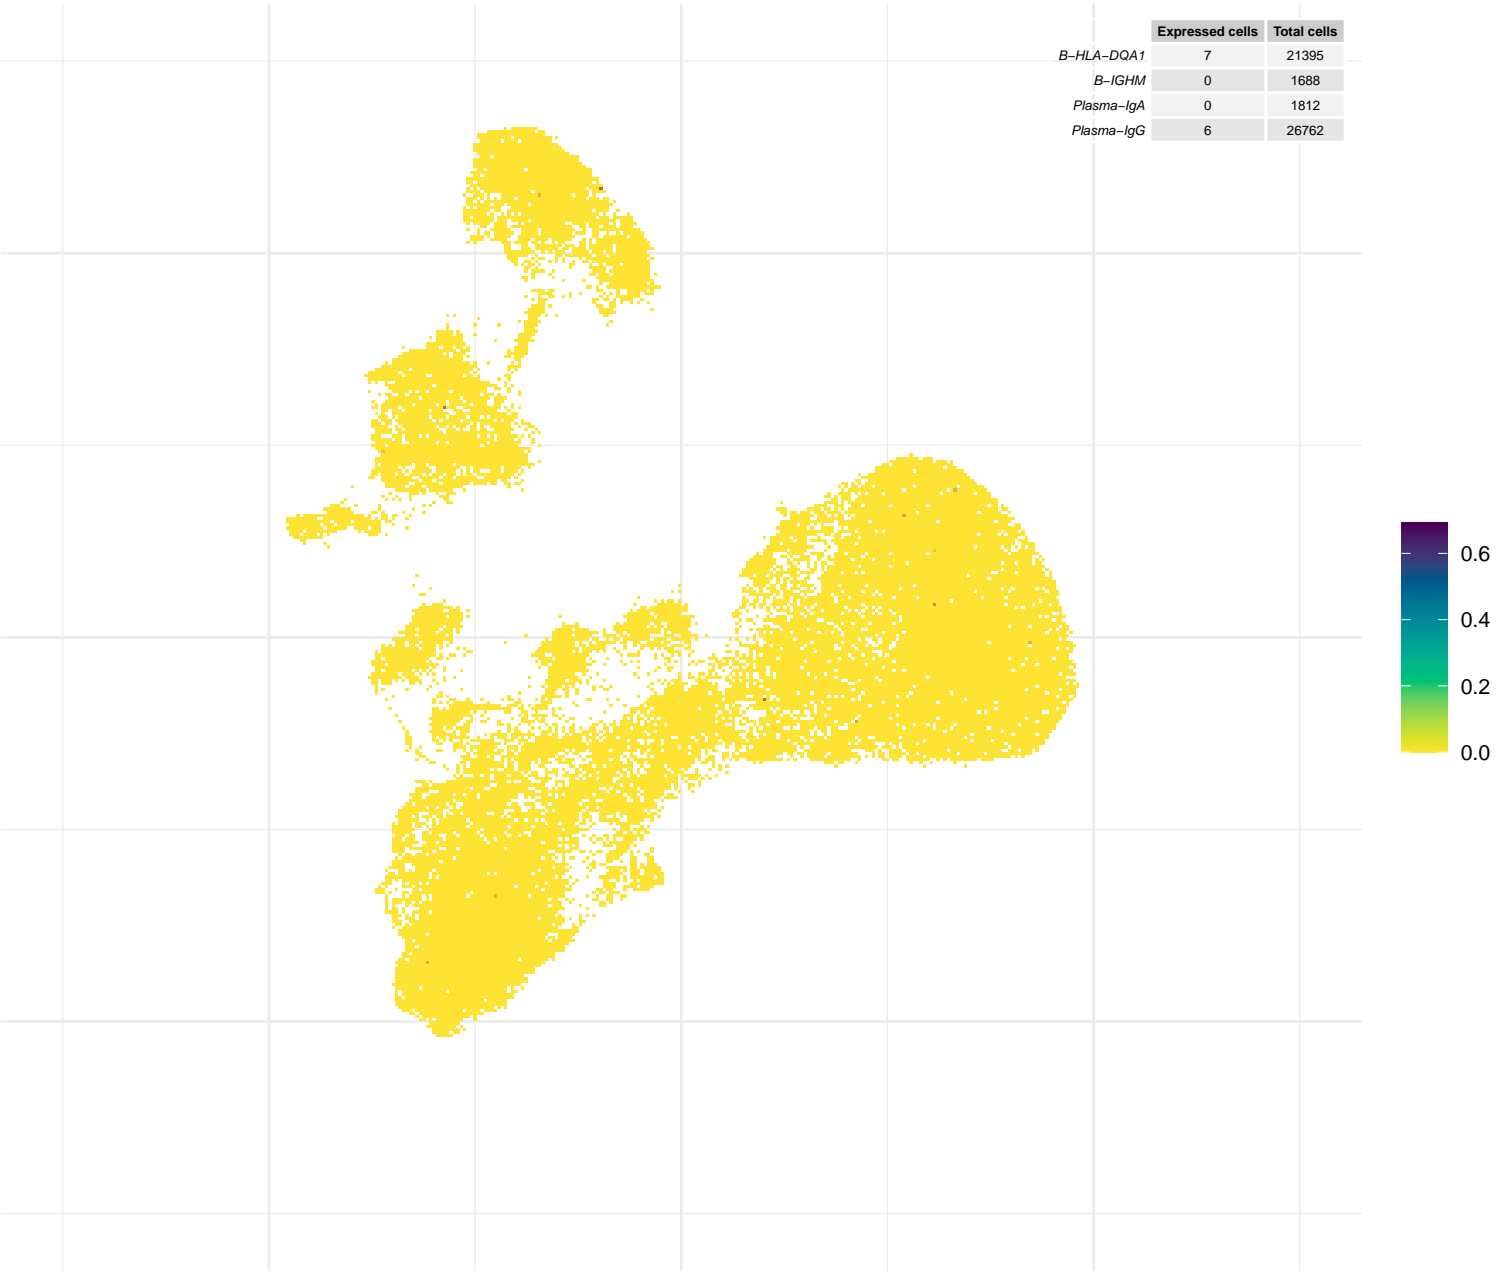 Expressed cells Total cells
B-HLA-DQA1 7 21395
B-IGHM 0 1688
Plasma-IgA 0 1812
Plasma-IgG 6 26762
0.6
0.4
0.2
0.0